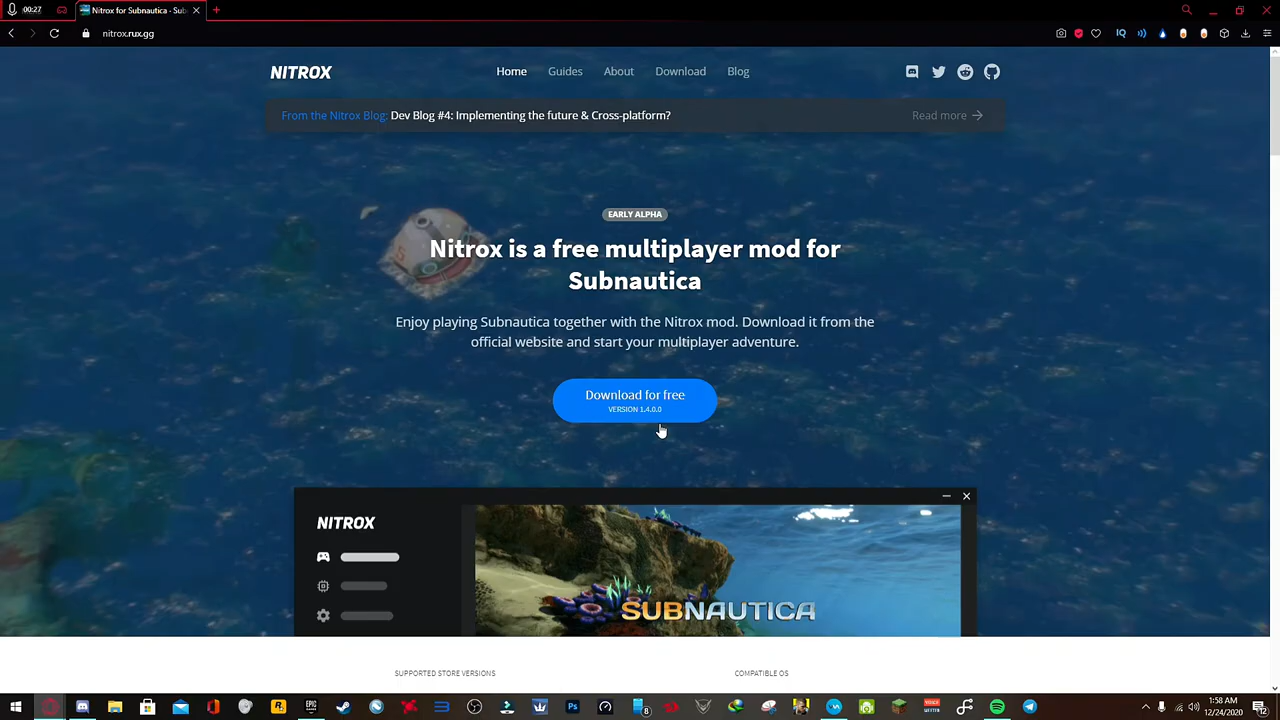 00:27
Nitrox for Subnautica - Sub
nitrox.rux.gg
IQ
NITROX
Home Guides About Download Blog
From the Nitrox Blog: Dev Blog #4: Implementing the future & Cross-platform? Read more
EARLY ALPHA
Nitrox is a free multiplayer mod for
Subnautica
Enjoy playing Subnautica together with the Nitrox mod. Download it from the
official website and start your multiplayer adventure.
Download for free
VERSION 1.4.0.0
NITROX
SUBNAUTICA
SUPPORTED STORE VERSIONS COMPATIBLE OS
EPIC
Ps
8
1:58 AM
12/24/2020